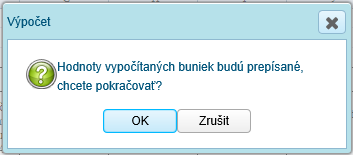 Výpočet
Hodnoty vypočítaných buniek budú prepísané,
chcete pokračovať?
OK
Zrušit